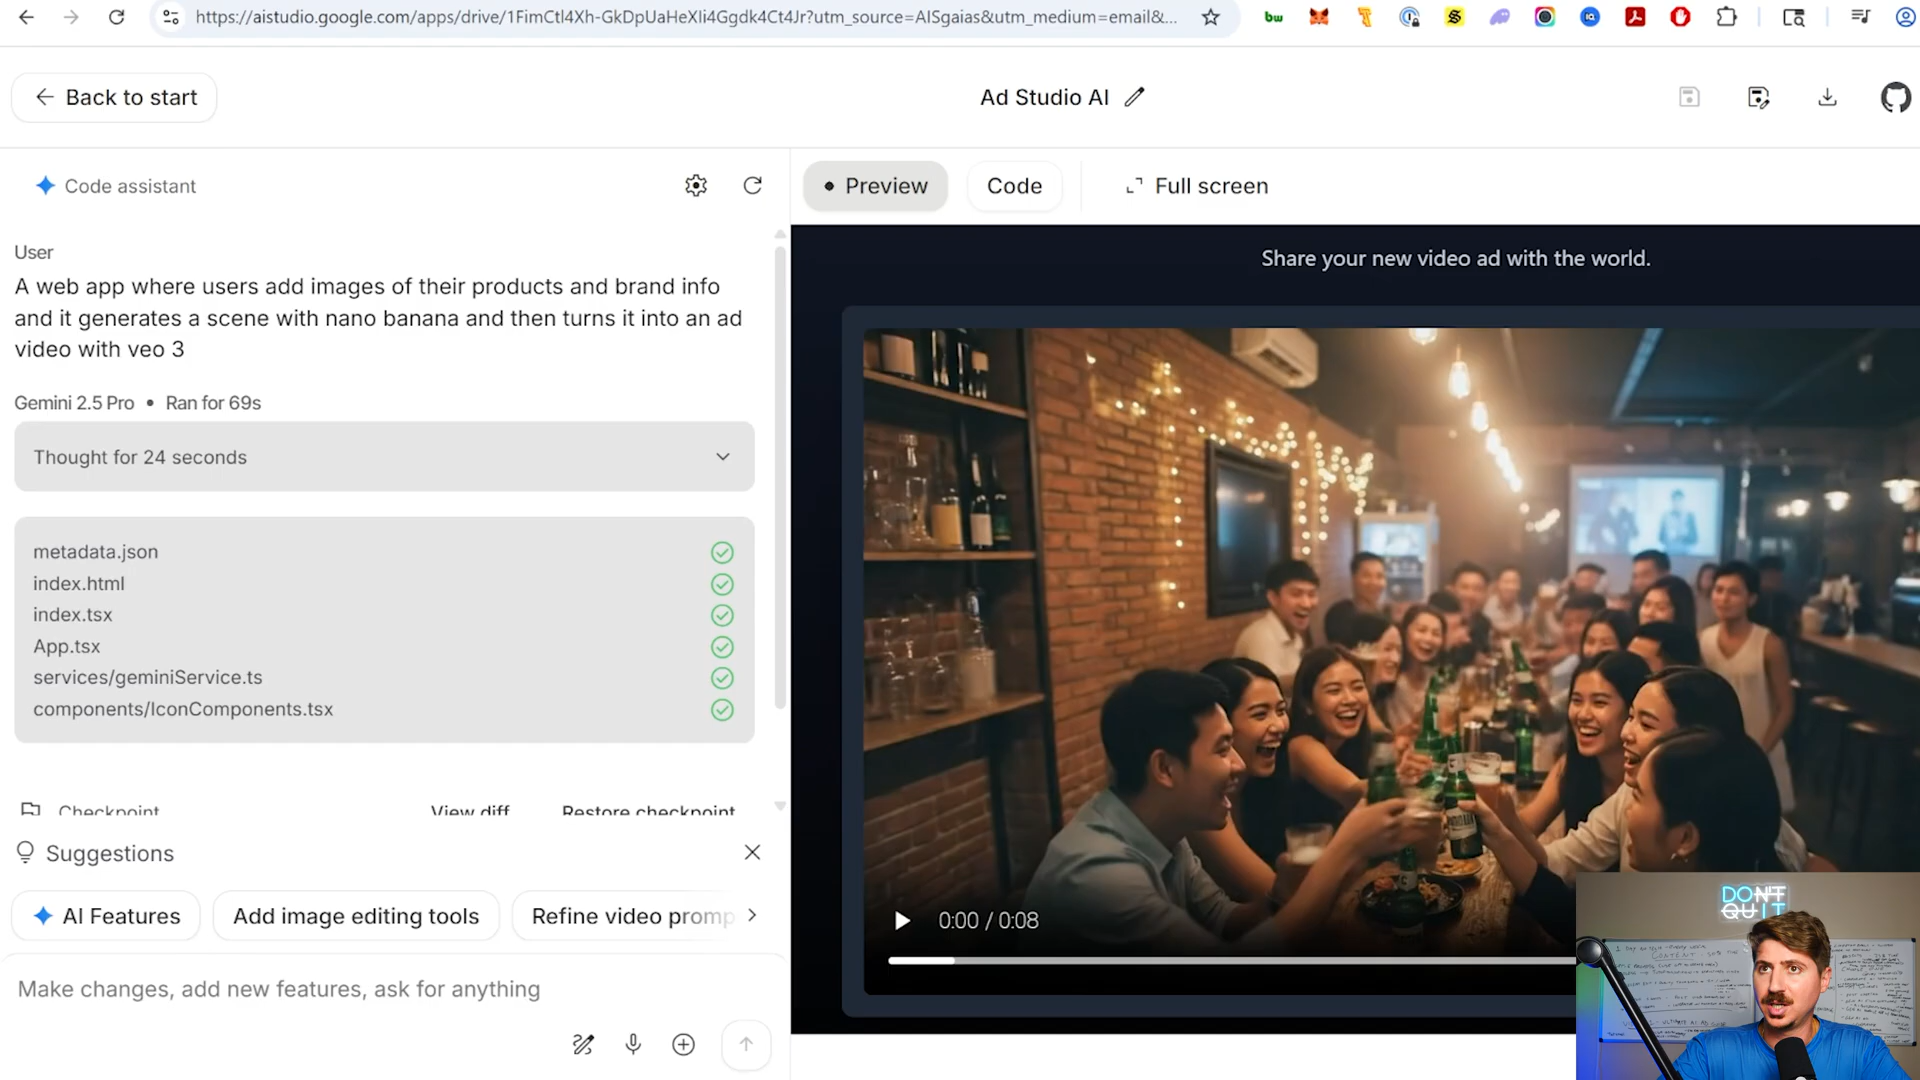 https://aistudio.google.com/apps/drive/1FimCtl4Xh-GkDpUaHeXIi4Ggdk4Ct4Jr?utm_source=AISgaias&utm_medium=email&...
Back to start
Ad Studio AI
Code assistant
Preview
Code
Full screen
User
A web app where users add images of their products and brand info
and it generates a scene with nano banana and then turns it into an ad
video with veo 3
Gemini 2.5 Pro • Ran for 69s
Thought for 24 seconds
metadata.json
index.html
index.tsx
App.tsx
services/geminiService.ts
components/IconComponents.tsx
Checkpoint
View diff
Restore checkpoint
Suggestions
AI Features
Add image editing tools
Refine video promp
Make changes, add new features, ask for anything
Share your new video ad with the world.
0:00 / 0:08
DON'T
QUIT